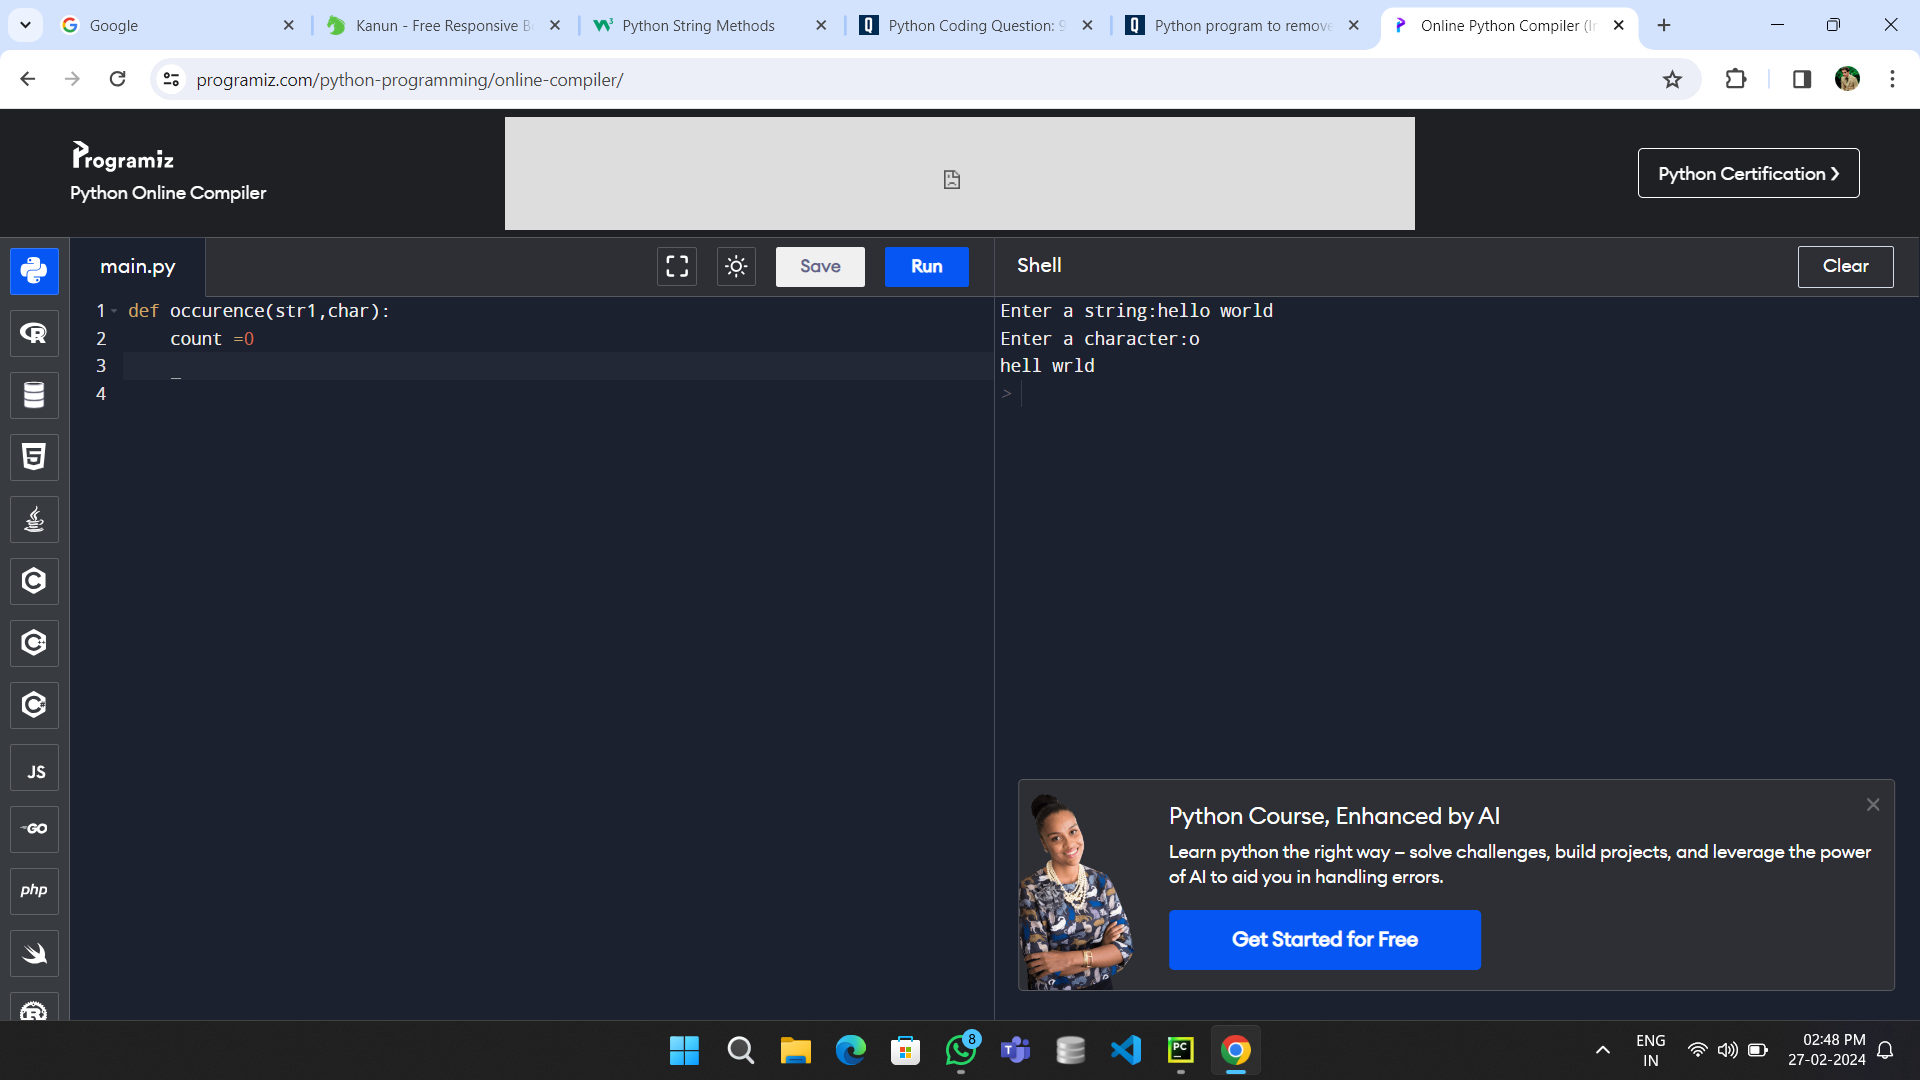 Google
Kanun - Free Responsive B
Python String Methods
Python Coding Question: 9
Python program to remove
Online Python Compiler (In
programiz.com/python-programming/online-compiler/
Programiz
Python Online Compiler
Python Certification ❯
main.py
Save
Run
Shell
Clear
1 def occurence(str1,char):
2 count =0
3 _
4
Enter a string:hello world
Enter a character:o
hell wrld
>
JS
GO
php
Python Course, Enhanced by AI
Learn python the right way – solve challenges, build projects, and leverage the power
of AI to aid you in handling errors.
Get Started for Free
8
PC
ENG
IN
02:48 PM
27-02-2024